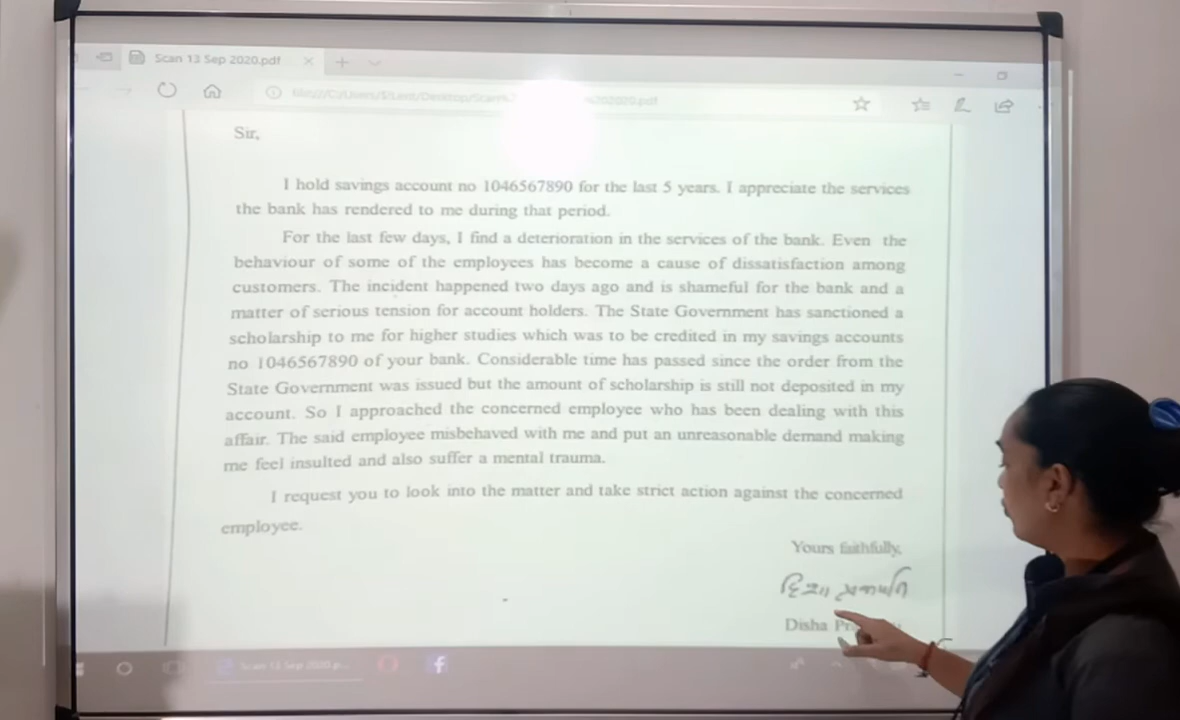 Scan 13 Sep 2020.pdf
Sir,
I hold savings account no 1046567890 for the last 5 years. I appreciate the services
the bank has rendered to me during that period.
For the last few days, I find a deterioration in the services of the bank. Even the
behaviour of some of the employees has become a cause of dissatisfaction among
customers. The incident happened two days ago and is shameful for the bank and a
matter of serious tension for account holders. The State Government has sanctioned a
scholarship to me for higher studies which was to be credited in my savings accounts
no 1046567890 of your bank. Considerable time has passed since the order from the
State Government was issued but the amount of scholarship is still not deposited in my
account. So I approached the concerned employee who has been dealing with this
affair. The said employee misbehaved with me and put an unreasonable demand making
me feel insulted and also suffer a mental trauma.
I request you to look into the matter and take strict action against the concerned
employee.
Yours faithfully,
Disha
Scan 13 Sep 2020 p...